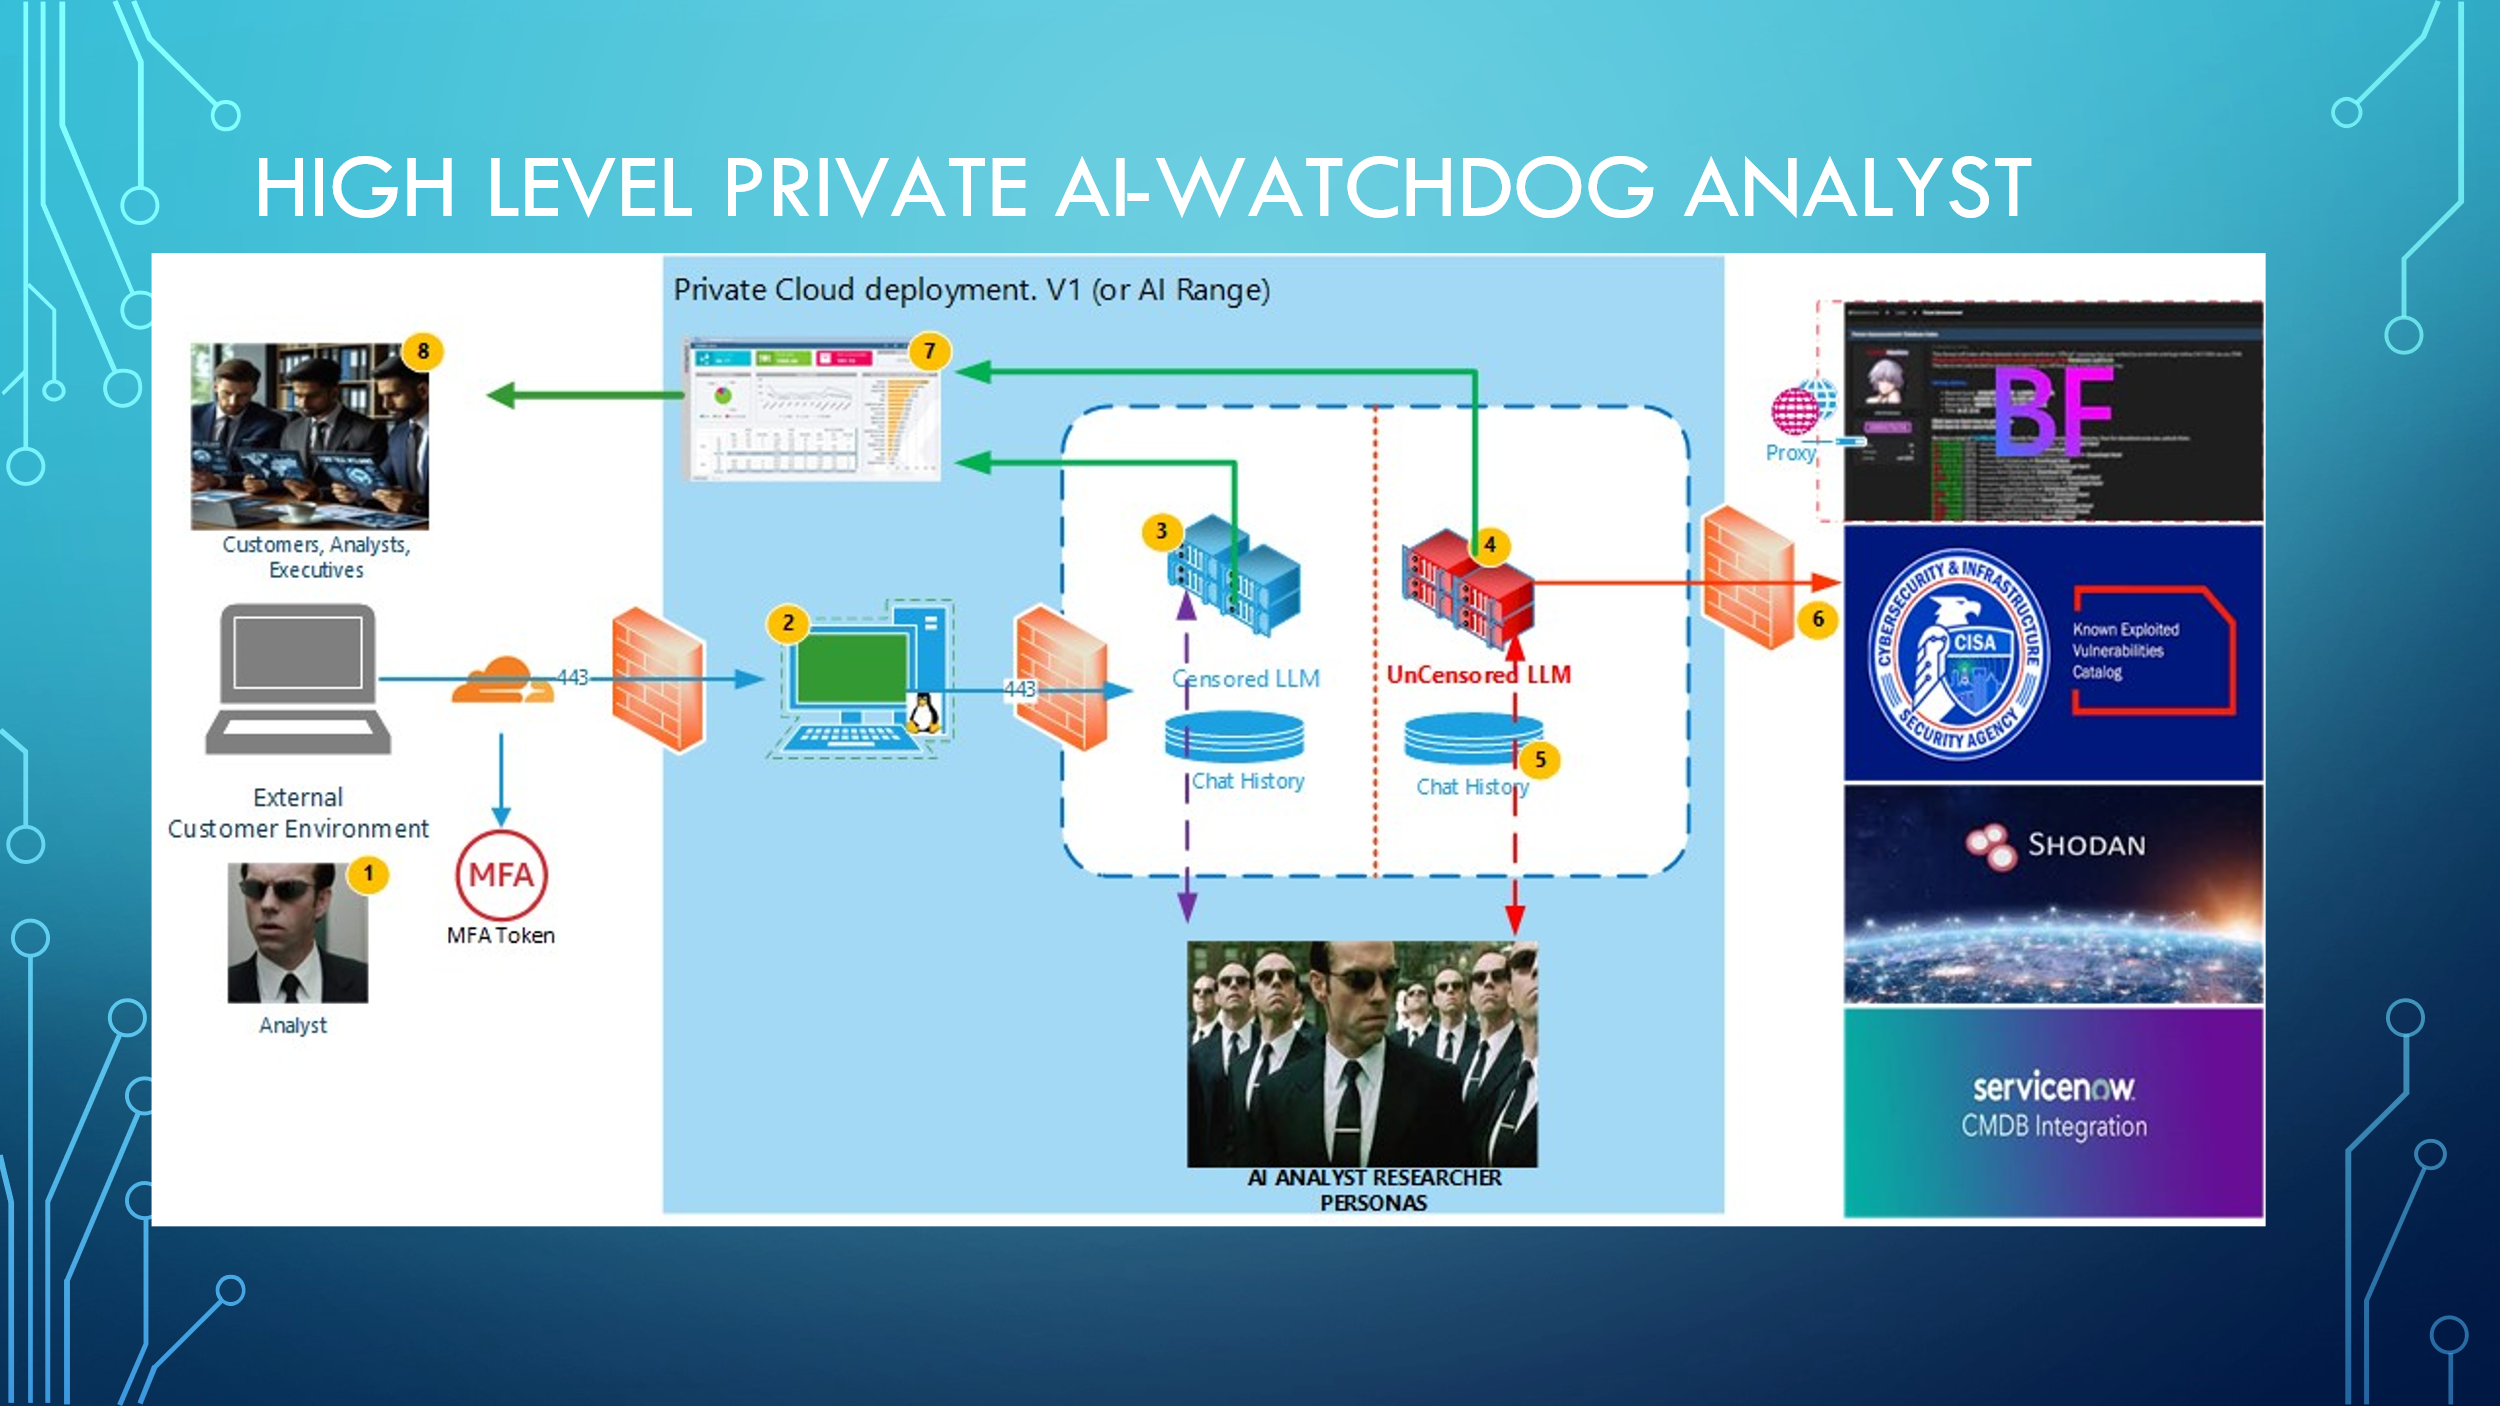 HIGH LEVEL PRIVATE AI-WATCHDOG ANALYST
Private Cloud deployment. V1 (or AI Range)
8
Customers, Analysts,
Executives
7
443
External
Customer Environment
1
Analyst
MFA
MFA Token
2
443
3
Censored LLM
Chat History
4
UnCensored LLM
5
Chat History
AI ANALYST RESEARCHER
PERSONAS
6
Proxy
BF
CYBERSECURITY & INFRASTRUCTURE
SECURITY AGENCY
CISA
Known Exploited
Vulnerabilities
Catalog
SHODAN
servicenow
CMDB Integration